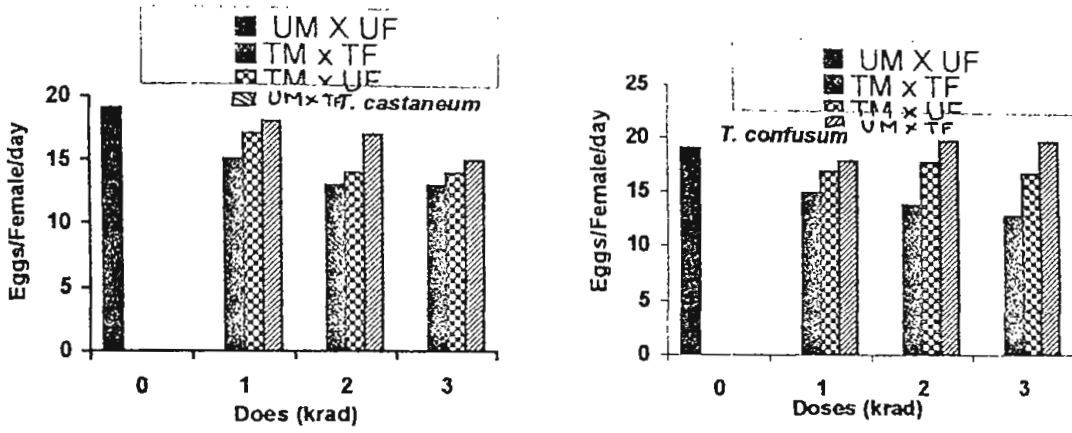 UM X UF
TM x TF
TM x UF
UM x TF T. castaneum
20
15
10
5
0
Eggs/Female/day
0 1 2 3
Does (krad)
UM X UF
TM x TF
TM x UF
UM x TF
T. confusum
25
20
15
10
5
0
Eggs/Female/day
0 1 2 3
Doses (krad)